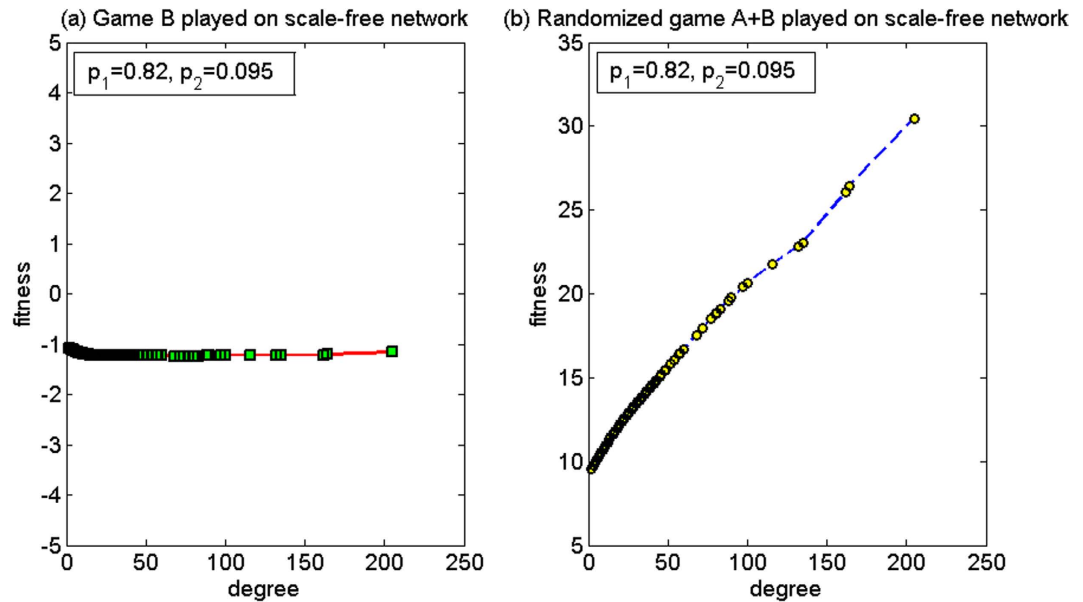 (a) Game B played on scale-free network
p1=0.82, p2=0.095
5
4
3
2
1
0
-1
-2
-3
-4
-5
fitness
0 50 100 150 200 250
degree
(b) Randomized game A+B played on scale-free network
p1=0.82, p2=0.095
35
30
25
20
15
10
5
fitness
0 50 100 150 200 250
degree